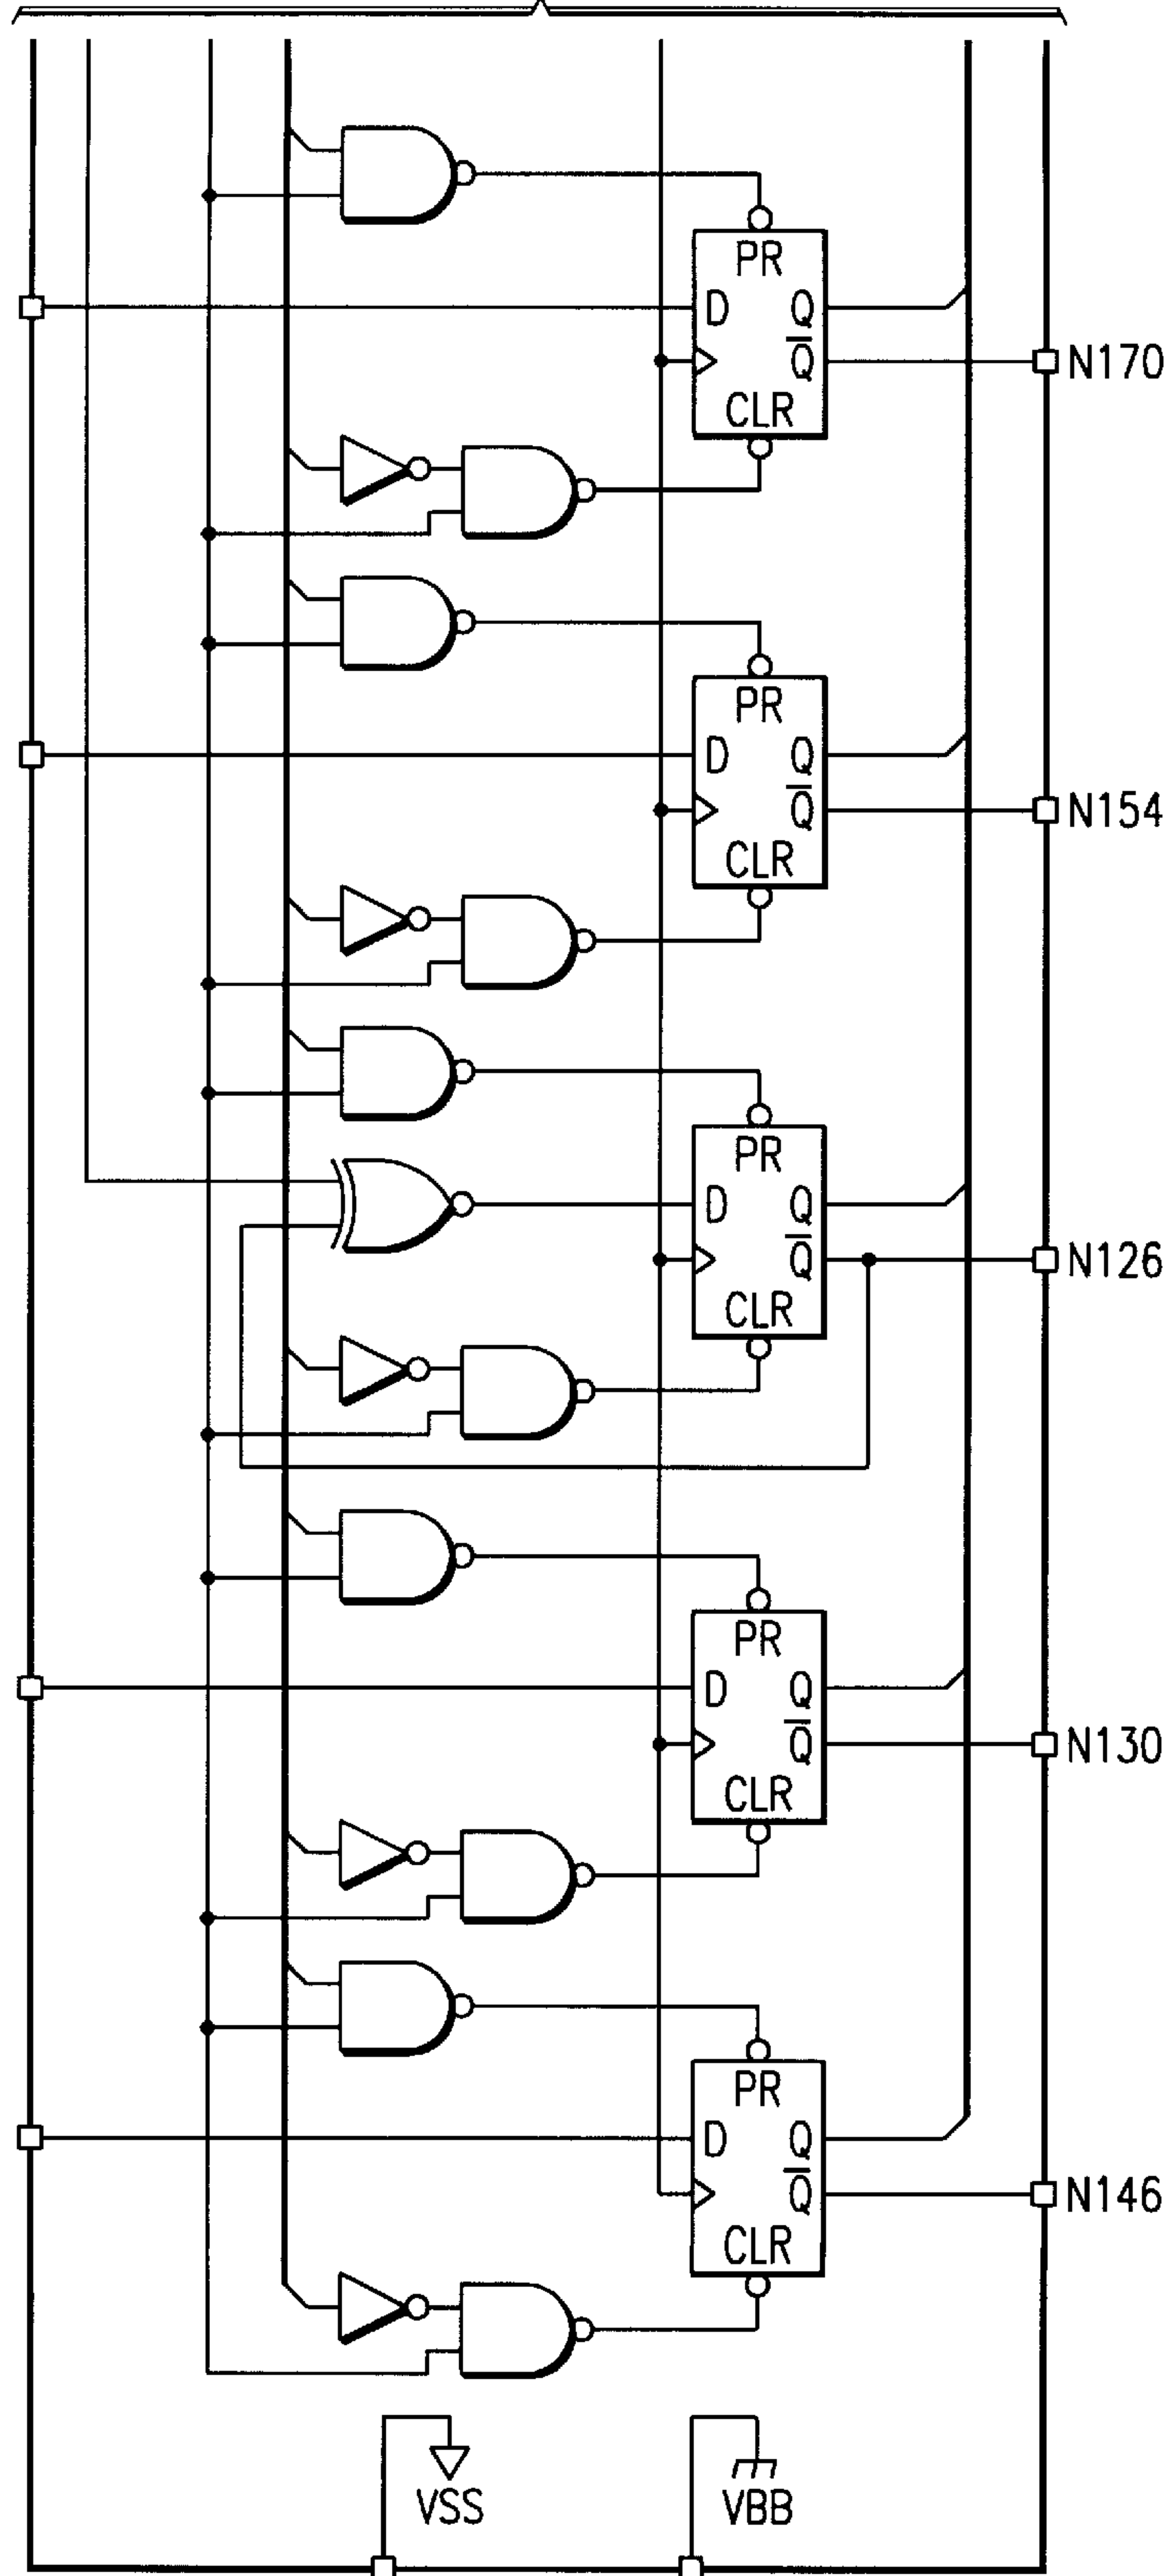 PR
D Q
Q̅ N170
CLR
PR
D Q
Q̅ N154
CLR
PR
D Q
Q̅ N126
CLR
PR
D Q
Q̅ N130
CLR
PR
D Q
Q̅ N146
CLR
VSS VBB